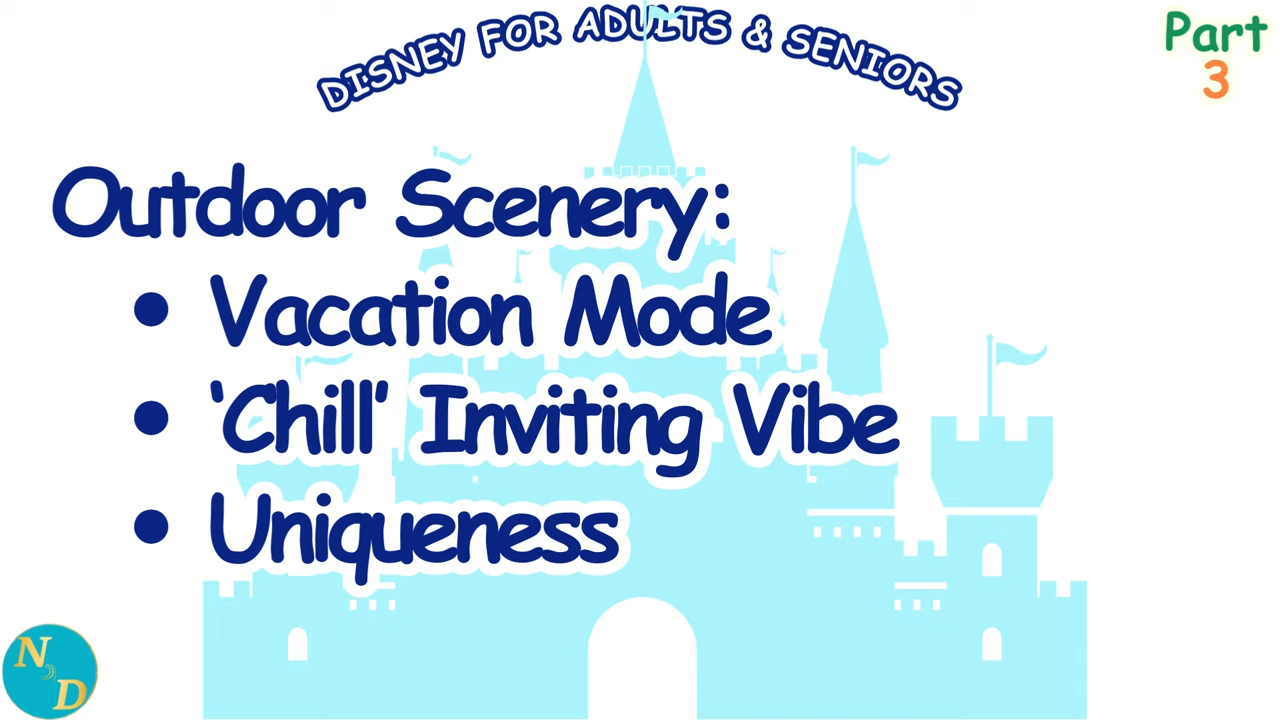 DISNEY FOR ADULTS & SENIORS
Part
3
Outdoor Scenery:
• Vacation Mode
• ‘Chill’ Inviting Vibe
• Uniqueness
N
D